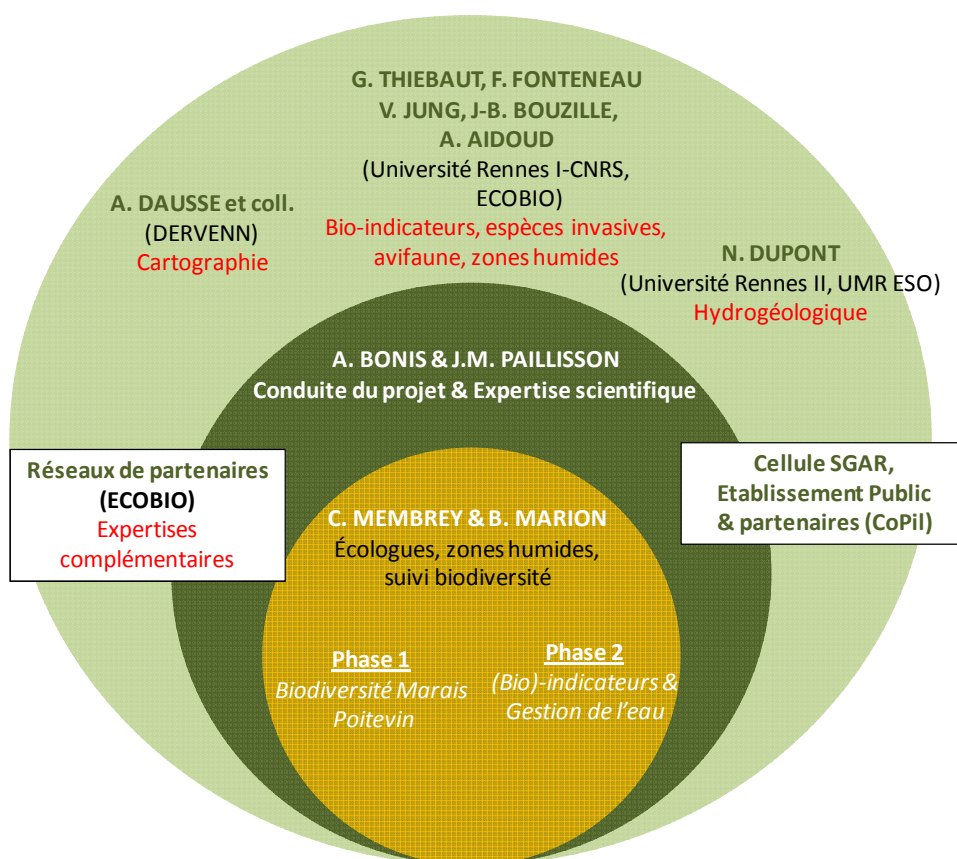 G. THIEBAUT, F. FONTENEAU
V. JUNG, J-B. BOUZILLE,
A. AIDOUD
(Université Rennes I-CNRS,
ECOBIO)
Bio-indicateurs, espèces invasives,
avifaune, zones humides
A. DAUSSE et coll.
(DERVENN)
Cartographie
N. DUPONT
(Université Rennes II, UMR ESO)
Hydrogéologique
A. BONIS & J.M. PAILLISSON
Conduite du projet & Expertise scientifique
Réseaux de partenaires
(ECOBIO)
Expertises
complémentaires
Cellule SGAR,
Etablissement Public
& partenaires (CoPil)
C. MEMBREY & B. MARION
Écologues, zones humides,
suivi biodiversité
Phase 1
Biodiversité Marais
Poitevin
Phase 2
(Bio)-indicateurs &
Gestion de l'eau